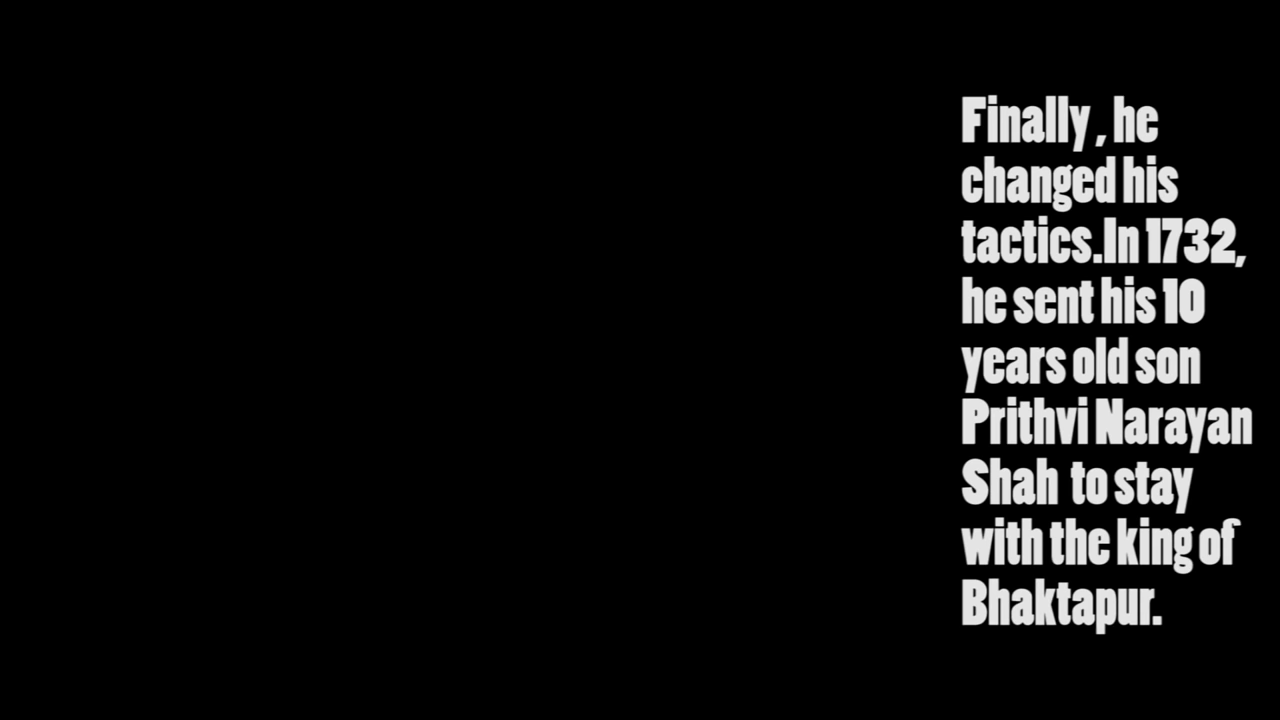 Finally , he
changed his
tactics.In 1732,
he sent his 10
years old son
Prithvi Narayan
Shah  to stay
with the king of
Bhaktapur.